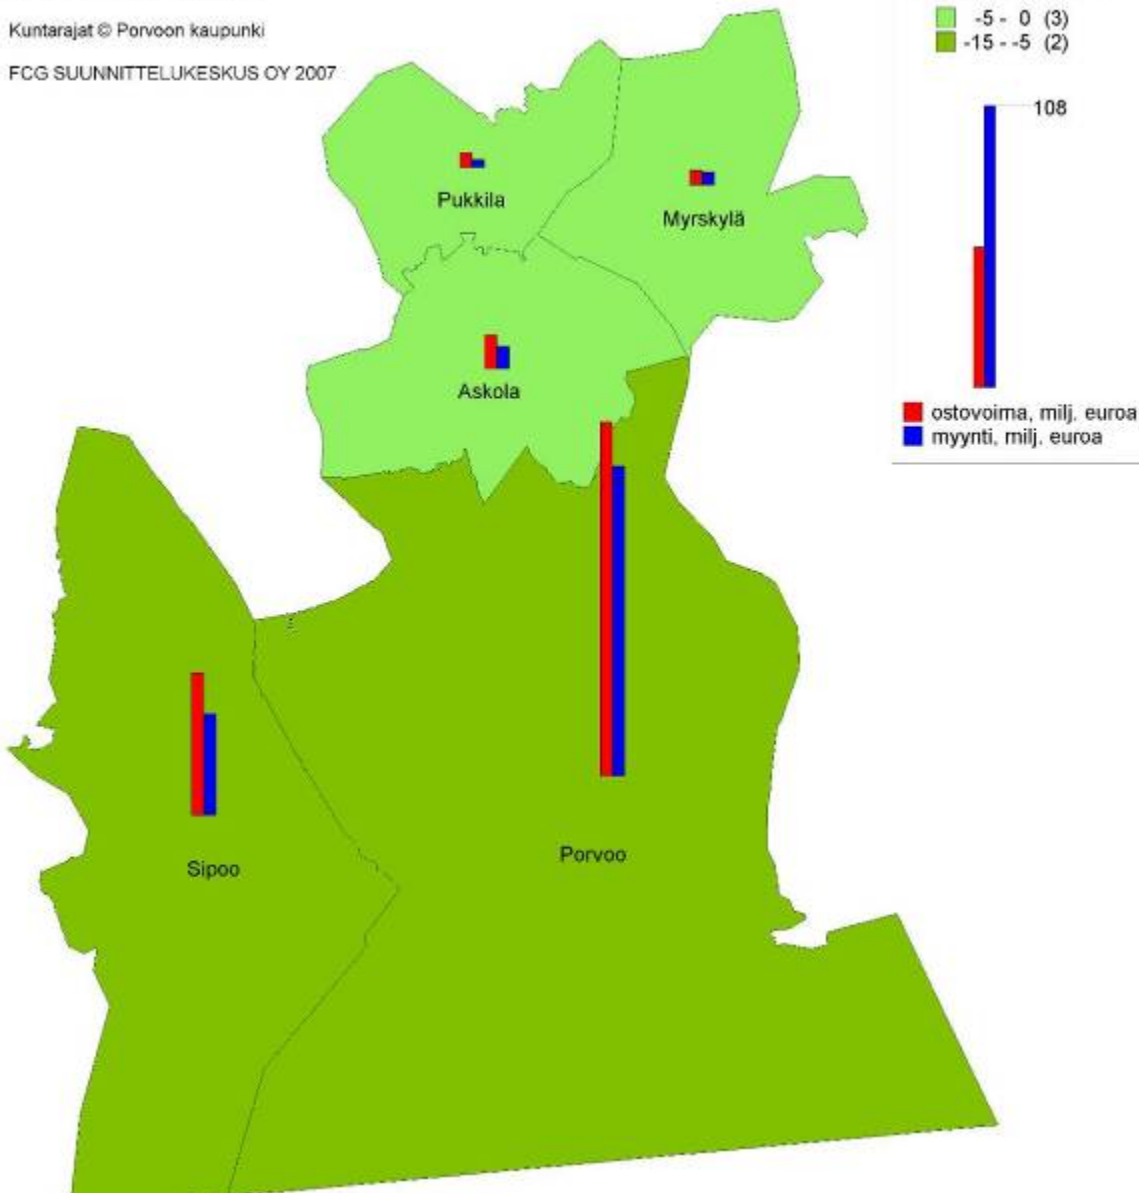 Kuntarajat © Porvoon kaupunki
FCG SUUNNITTELUKESKUS OY 2007
-5 - 0 (3)
-15 - -5 (2)
108
ostovoima, milj. euroa
myynti, milj. euroa
Pukkila
Myrskylä
Askola
Sipoo
Porvoo